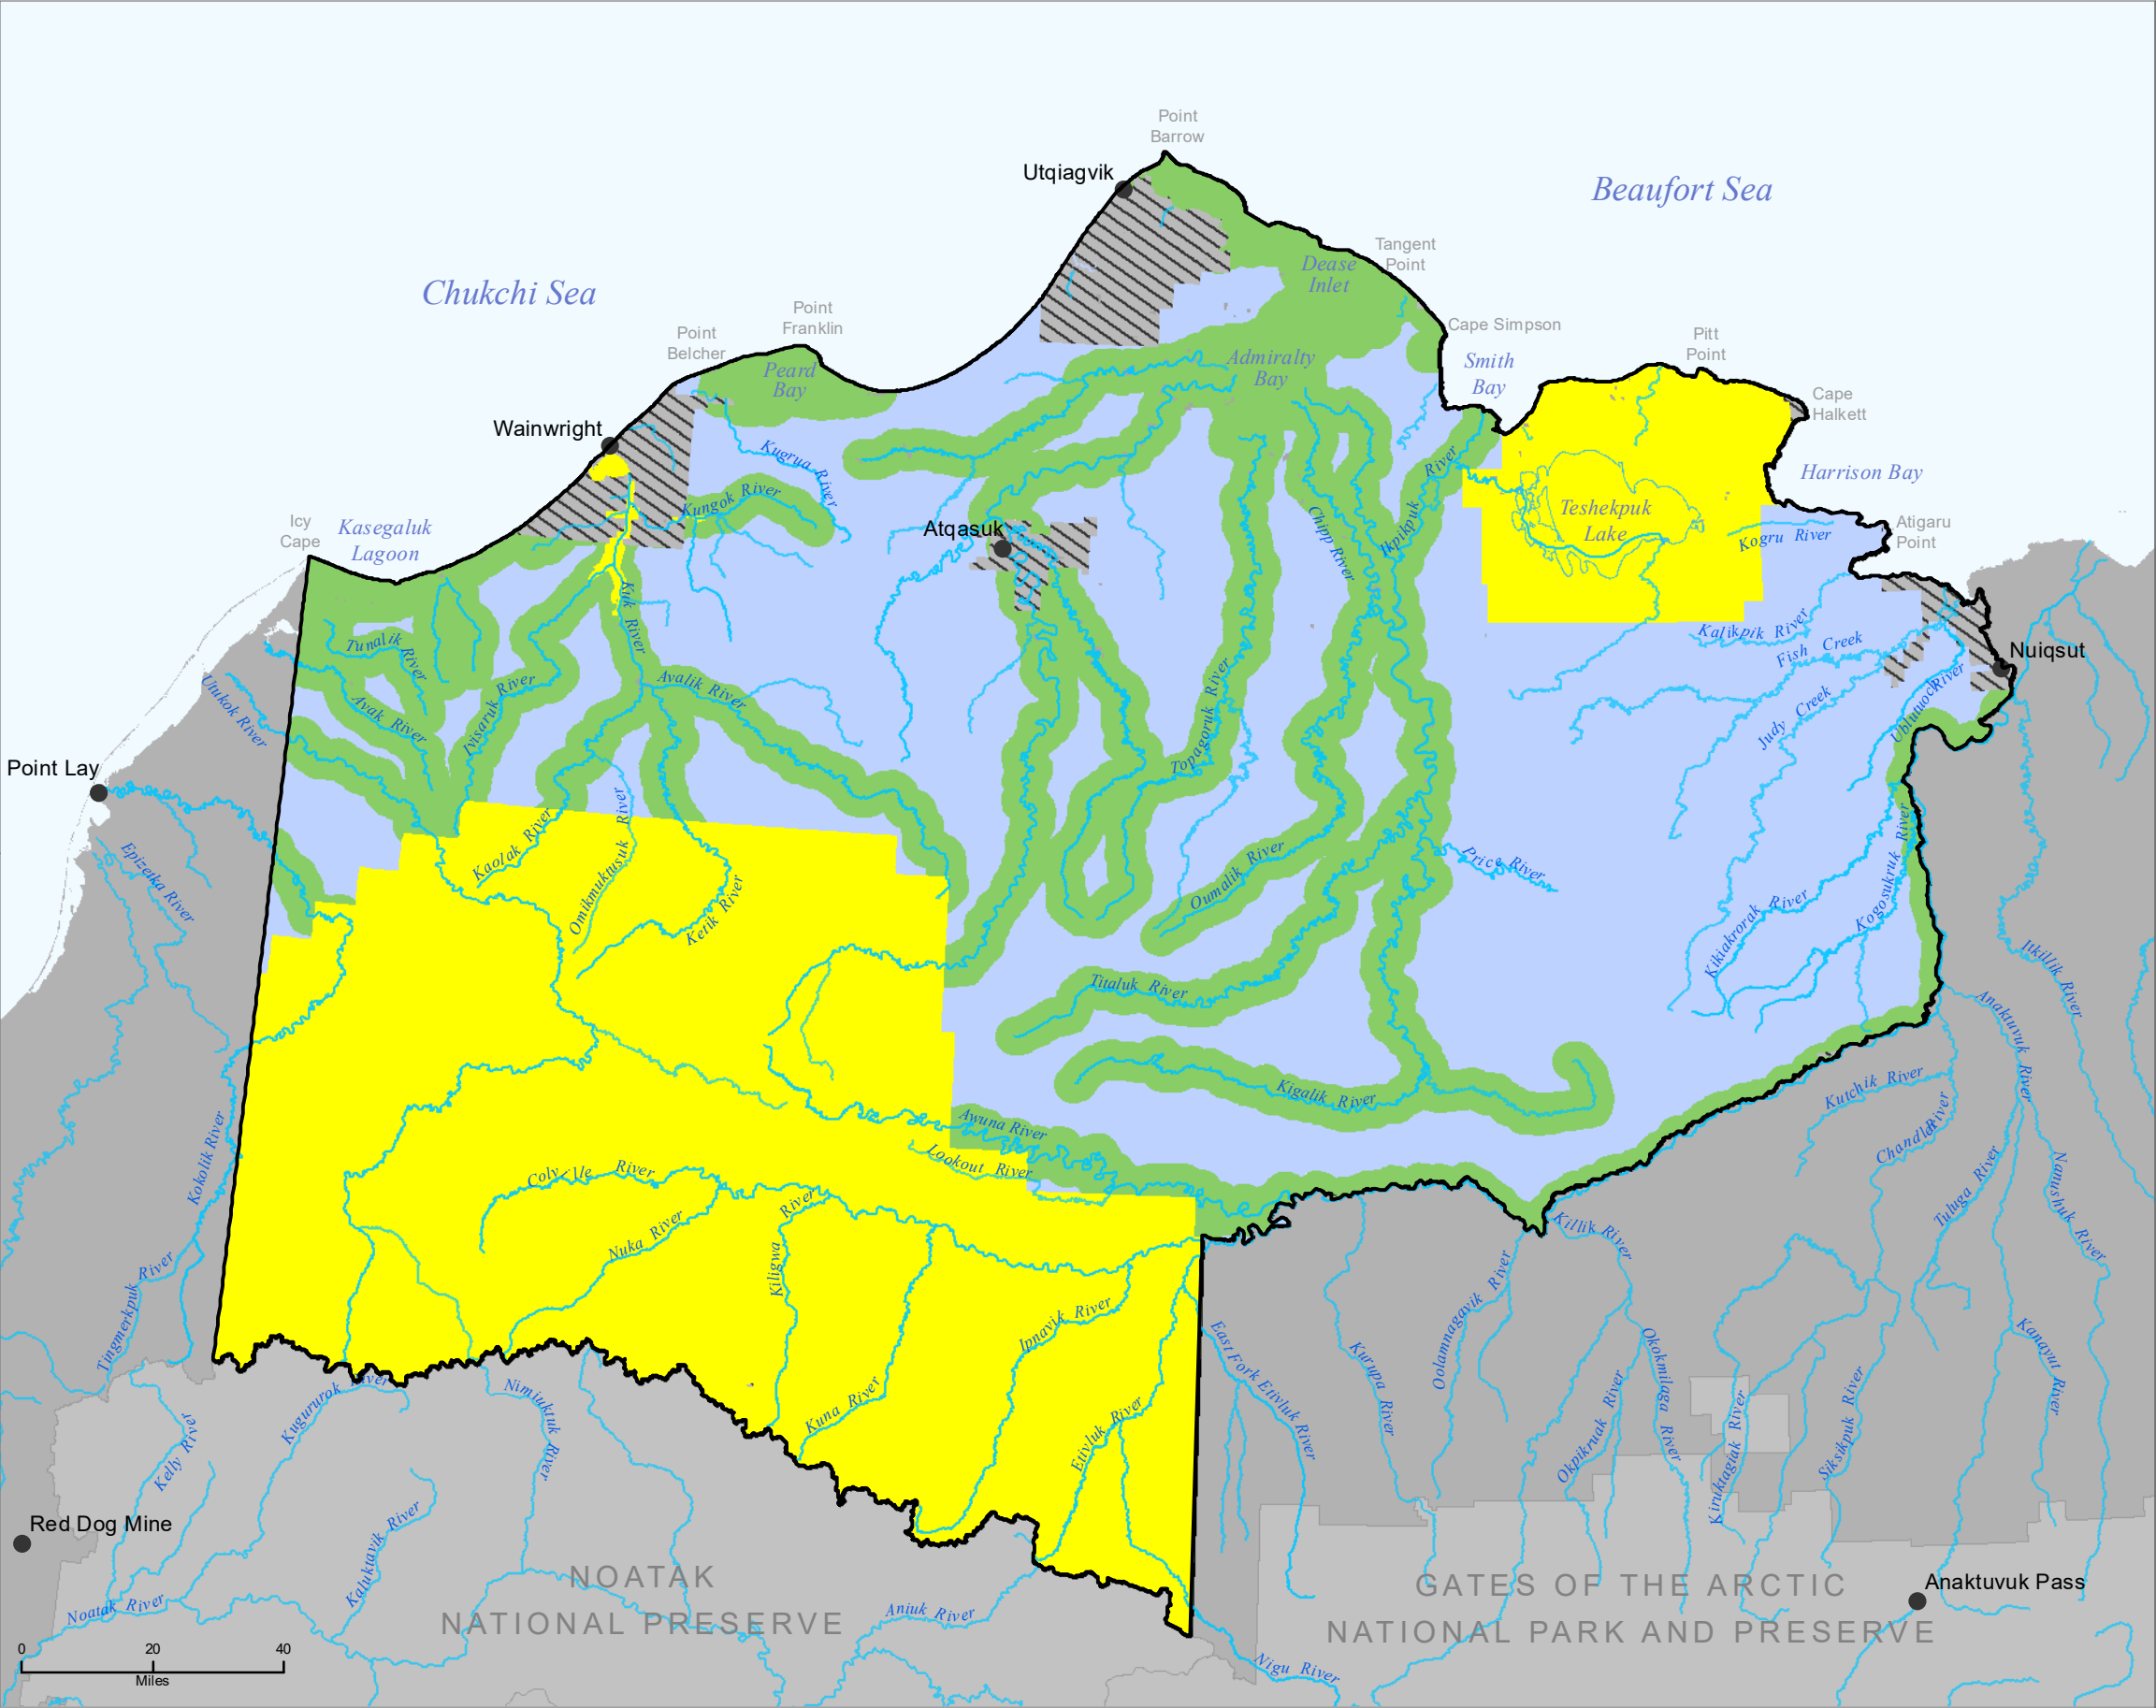 Point
Barrow
Utqiagvik
Beaufort Sea
Tangent
Point
Dease
Inlet
Chukchi Sea
Point
Franklin
Point
Belcher
Cape Simpson
Pitt
Point
Smith
Bay
Admiralty
Bay
Peard
Bay
Cape
Halkett
Wainwright
Kugrua River
River
Harrison Bay
Kungok River
Icy
Cape
Kasegaluk
Lagoon
Atqasuk
Chipp River
Ikpikpuk
Teshekpuk
Lake
Kogru River
Atigaru
Point
Kuk River
Tunalik River
Kalikpik River
Fish Creek
Nuiqsut
Utukok River
Avak River
Ivisaruk River
Avalik River
Topagoruk River
Judy Creek
Ublutuoch River
Point Lay
Kaolak River
Omikmuktusuk River
Ketik River
Oumalik River
Price River
Epizetka River
Kikiakrorak River
Kogosukruk River
Itkillik River
Titaluk River
Anaktuvuk River
Kigalik River
Kutchik River
Awuna River
Lookout River
Chandler River
Kokolik River
Colville River
Nuka River
Kiligwa River
Tuluga River
Nanushuk River
Killik River
Tingmerkpuk River
Ipnavik River
East Fork Etivluk River
Kurupa River
Oolamnagavik River
Okokmilaga River
Kanayut River
Kugururok River
Nimiuktuk River
Kelly River
Kuna River
Etivluk River
Okpikruak River
Kiruktagiak River
Siksikpuk River
Red Dog Mine
Kaluktavik River
NOATAK
NATIONAL PRESERVE
GATES OF THE ARCTIC
NATIONAL PARK AND PRESERVE
Anaktuvuk Pass
Noatak River
Aniuk River
Nigu River
0 20 40
Miles